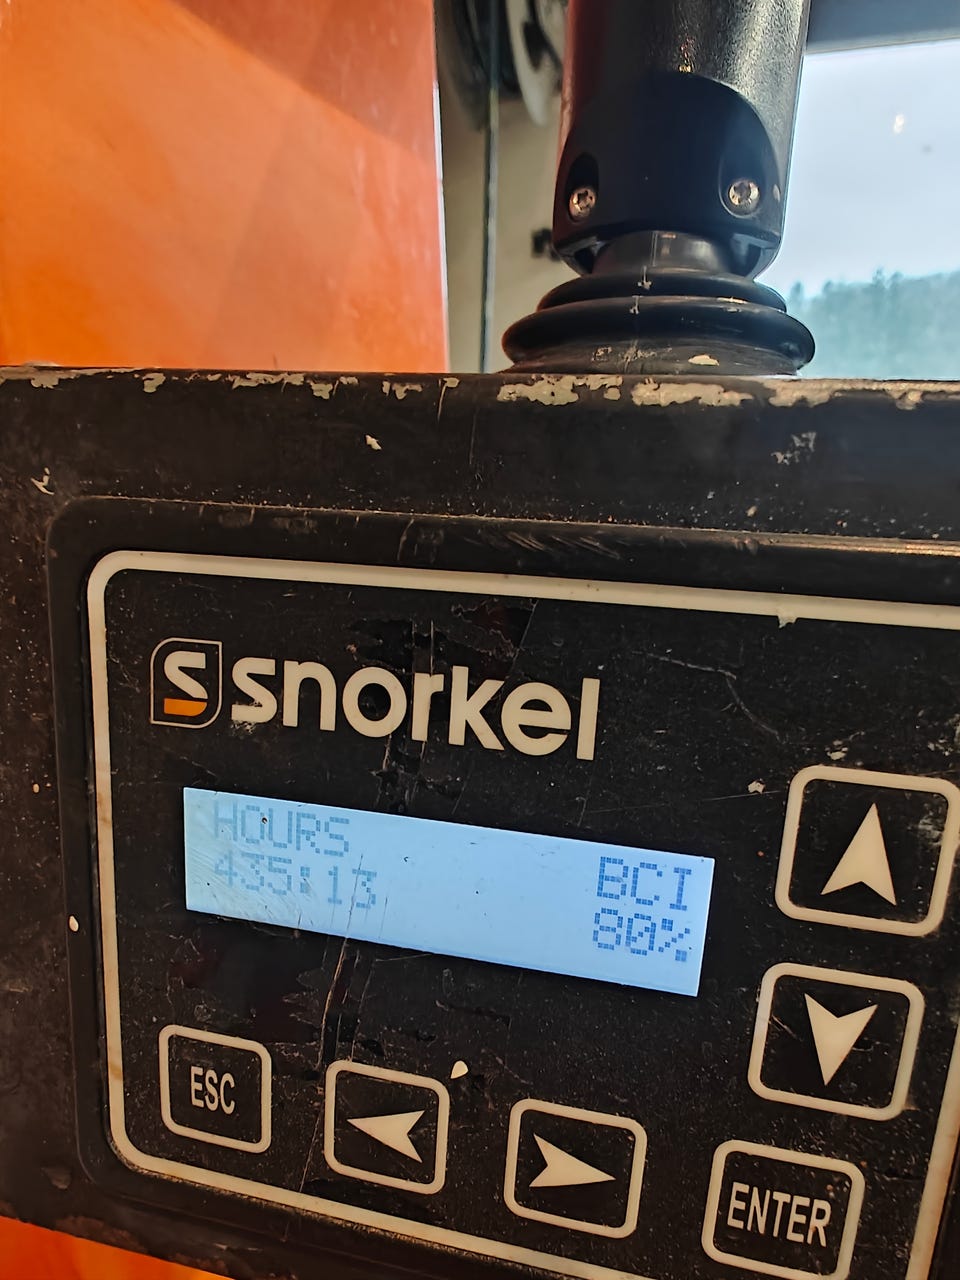 snorkel
HOURS
435:13
BCI
80%
ESC
ENTER